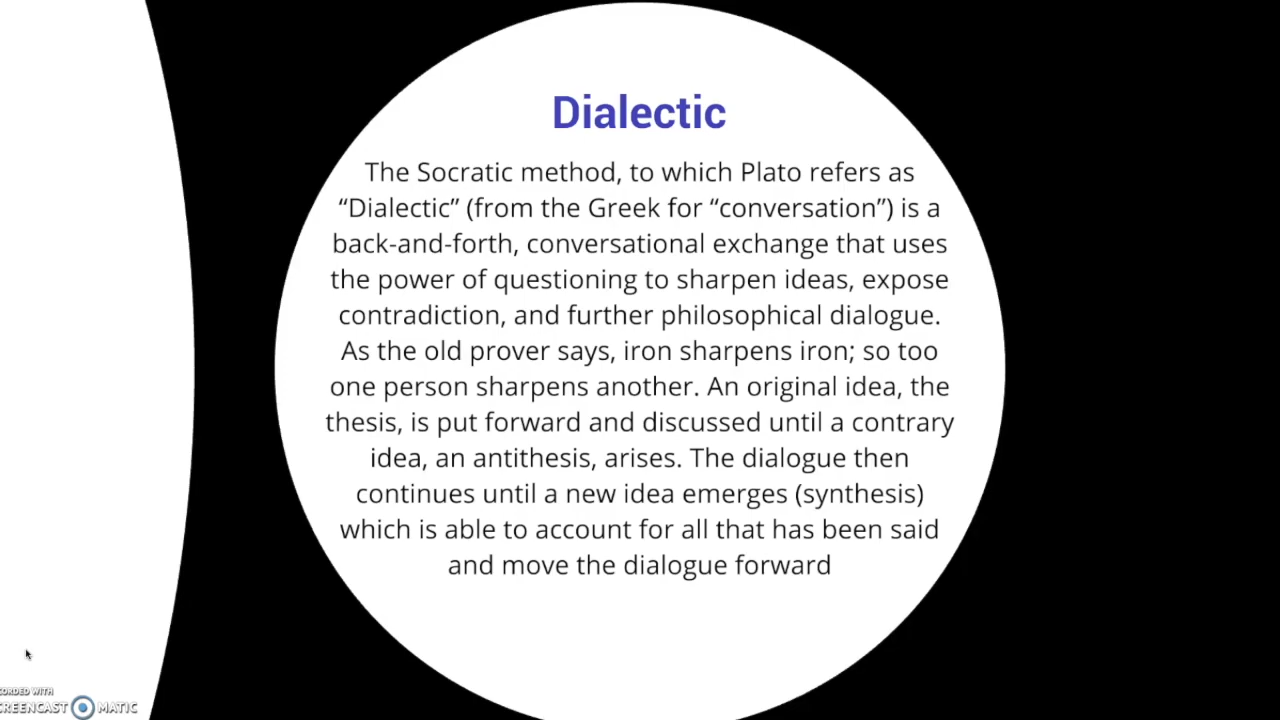 Dialectic
The Socratic method, to which Plato refers as
“Dialectic” (from the Greek for “conversation”) is a
back-and-forth, conversational exchange that uses
the power of questioning to sharpen ideas, expose
contradiction, and further philosophical dialogue.
As the old prover says, iron sharpens iron; so too
one person sharpens another. An original idea, the
thesis, is put forward and discussed until a contrary
idea, an antithesis, arises. The dialogue then
continues until a new idea emerges (synthesis)
which is able to account for all that has been said
and move the dialogue forward
CORDED WITH
CREENCAST MATIC